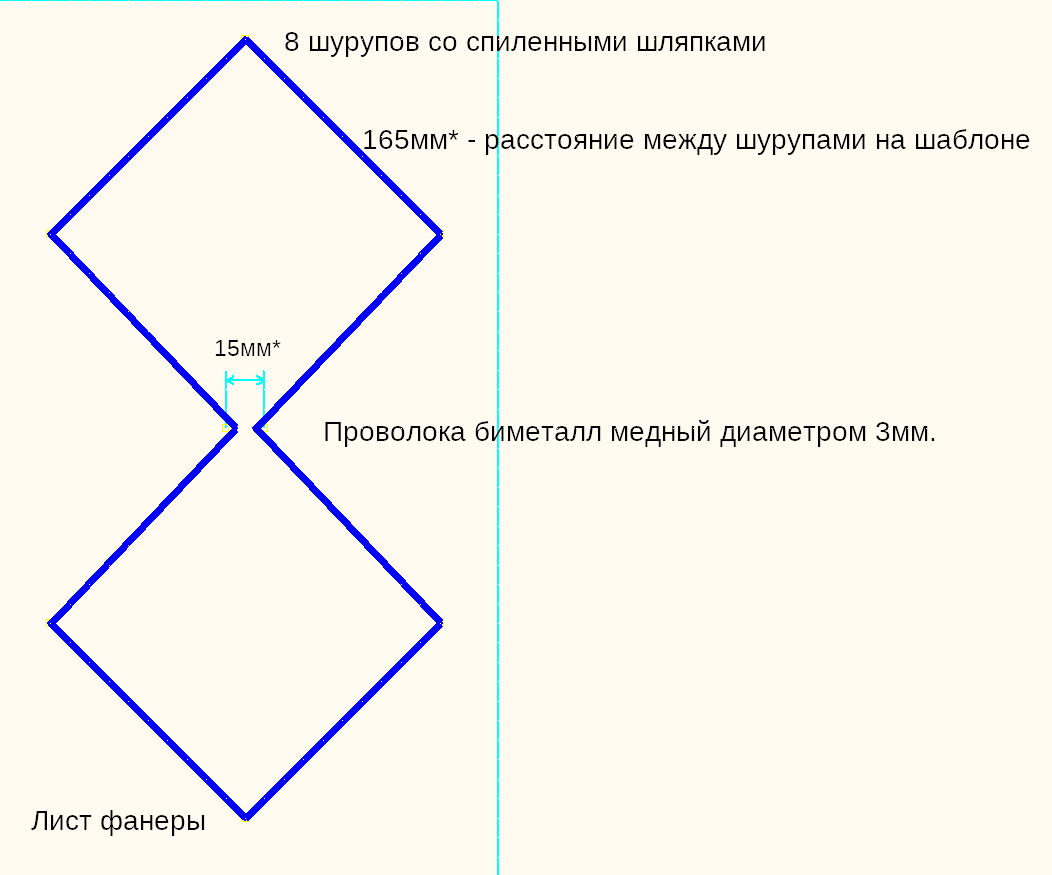 8 шурупов со спиленными шляпками
165мм* - расстояние между шурупами на шаблоне
15мм*
Проволока биметалл медный диаметром 3мм.
Лист фанеры